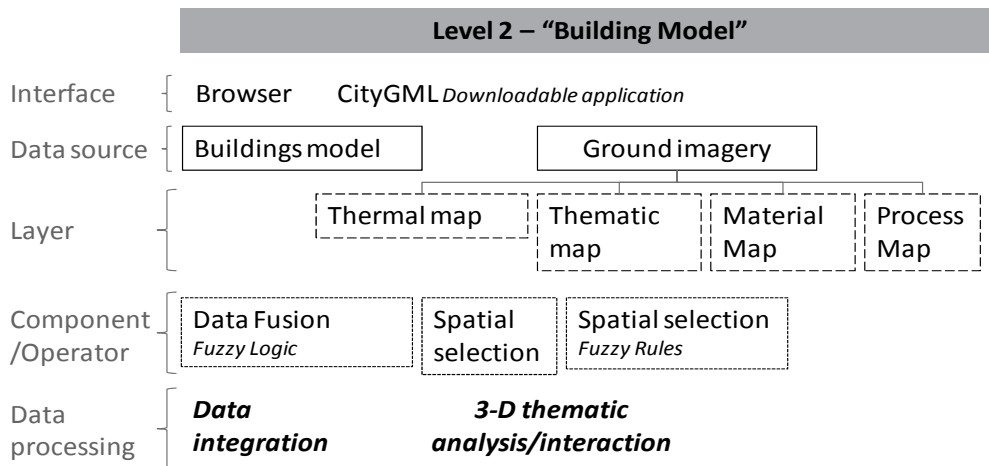 Level 2 – “Building Model”
Interface
Browser CityGML Downloadable application
Data source
Buildings model
Ground imagery
Layer
Thermal map
Thematic
map
Material
Map
Process
Map
Component
/Operator
Data Fusion
Fuzzy Logic
Spatial
selection
Spatial selection
Fuzzy Rules
Data
processing
Data
integration
3-D thematic
analysis/interaction